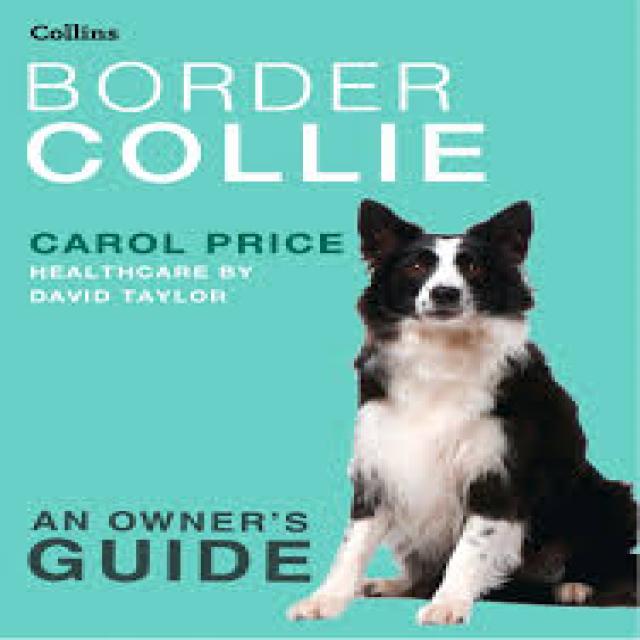 Collins
BORDER
COLLIE
CAROL PRICE
HEALTHCARE BY
DAVID TAYLOR
AN OWNER'S
GUIDE